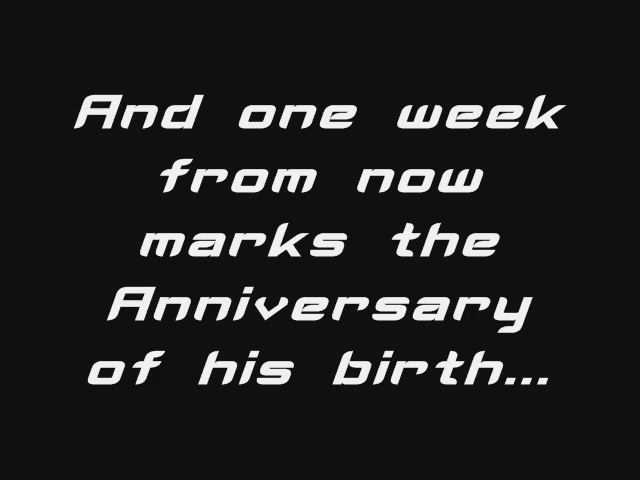 And one week
from now
marks the
Anniversary
of his birth...